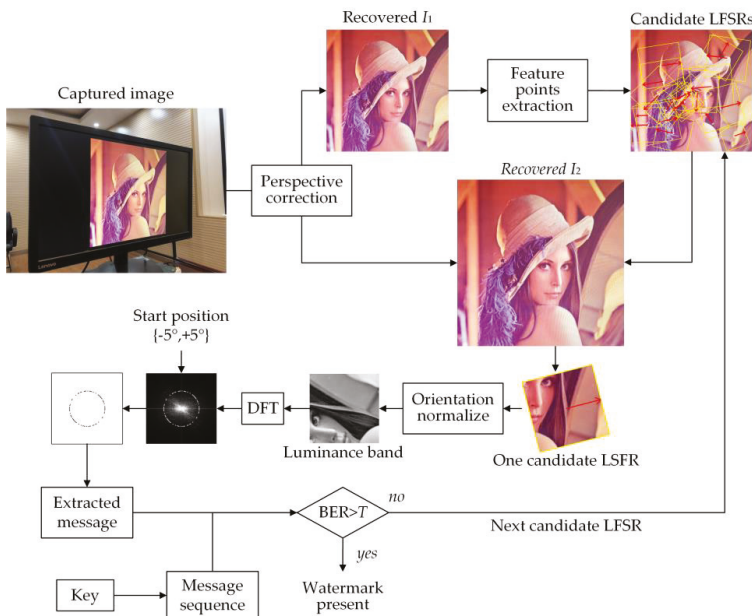 Recovered I1
Candidate LFSRs
Captured image
Feature
points
extraction
Perspective
correction
Recovered I2
Lenovo
Start position
{-5°,+5°}
DFT
Orientation
normalize
Luminance band
One candidate LSFR
Extracted
message
BER>T
no
Next candidate LFSR
yes
Key
Message
sequence
Watermark
present